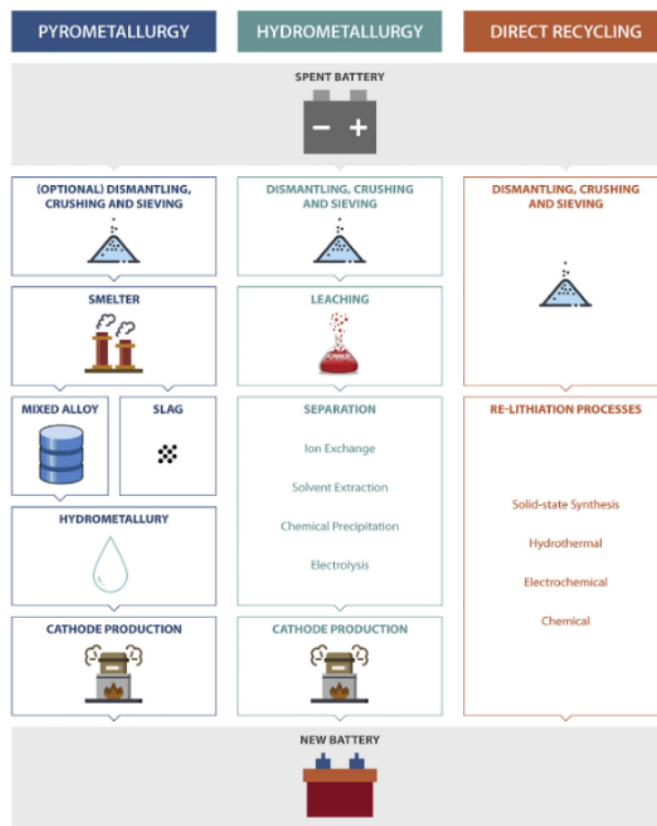 PYROMETALLURGY
HYDROMETALLURGY
DIRECT RECYCLING
SPENT BATTERY
(OPTIONAL) DISMANTLING,
CRUSHING AND SIEVING
SMELTER
MIXED ALLOY
SLAG
HYDROMETALLURY
CATHODE PRODUCTION
DISMANTLING, CRUSHING
AND SIEVING
LEACHING
SEPARATION
Ion Exchange
Solvent Extraction
Chemical Precipitation
Electrolysis
CATHODE PRODUCTION
DISMANTLING, CRUSHING
AND SIEVING
RE-LITHIATION PROCESSES
Solid-state Synthesis
Hydrothermal
Electrochemical
Chemical
NEW BATTERY